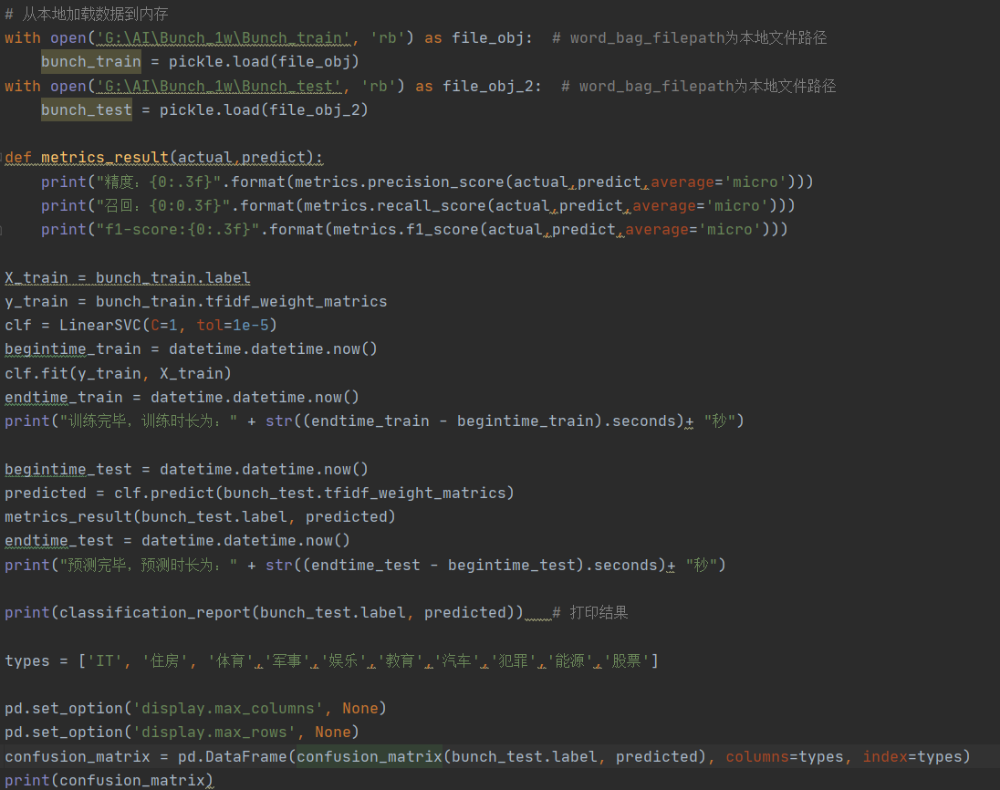 # 从本地加载数据到内存
with open('G:\AI\Bunch_1w\Bunch_train', 'rb') as file_obj:  # word_bag_filepath为本地文件路径
    bunch_train = pickle.load(file_obj)
with open('G:\AI\Bunch_1w\Bunch_test', 'rb') as file_obj_2:  # word_bag_filepath为本地文件路径
    bunch_test = pickle.load(file_obj_2)
def metrics_result(actual,predict):
    print("精度：{0:.3f}".format(metrics.precision_score(actual,predict,average='micro')))
    print("召回：{0:0.3f}".format(metrics.recall_score(actual,predict,average='micro')))
    print("f1-score:{0:.3f}".format(metrics.f1_score(actual,predict,average='micro')))
X_train = bunch_train.label
y_train = bunch_train.tfidf_weight_matrics
clf = LinearSVC(C=1, tol=1e-5)
begintime_train = datetime.datetime.now()
clf.fit(y_train, X_train)
endtime_train = datetime.datetime.now()
print("训练完毕，训练时长为：" + str((endtime_train - begintime_train).seconds)+ "秒")
begintime_test = datetime.datetime.now()
predicted = clf.predict(bunch_test.tfidf_weight_matrics)
metrics_result(bunch_test.label, predicted)
endtime_test = datetime.datetime.now()
print("预测完毕，预测时长为：" + str((endtime_test - begintime_test).seconds)+ "秒")
print(classification_report(bunch_test.label, predicted))   # 打印结果
types = ['IT', '住房', '体育','军事','娱乐','教育','汽车','犯罪','能源','股票']
pd.set_option('display.max_columns', None)
pd.set_option('display.max_rows', None)
confusion_matrix = pd.DataFrame(confusion_matrix(bunch_test.label, predicted), columns=types, index=types)
print(confusion_matrix)